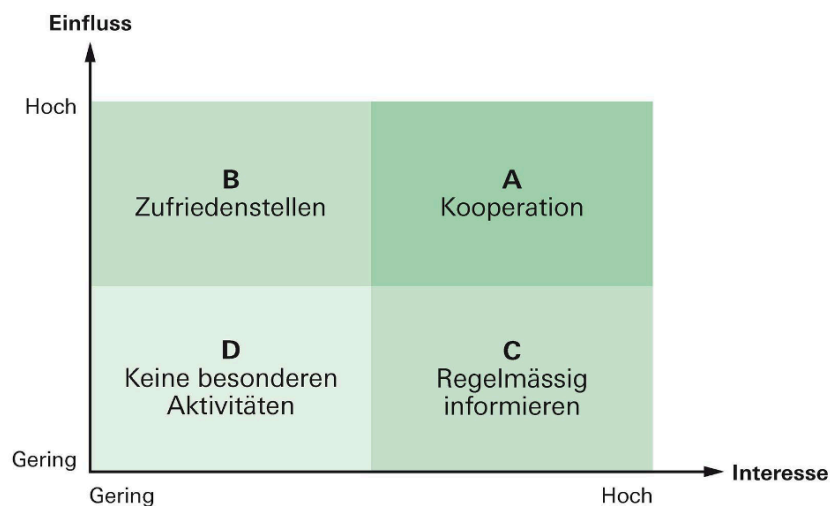 Einfluss
Hoch
B
Zufriedenstellen
A
Kooperation
D
Keine besonderen
Aktivitäten
C
Regelmässig
informieren
Gering
Interesse
Gering
Hoch